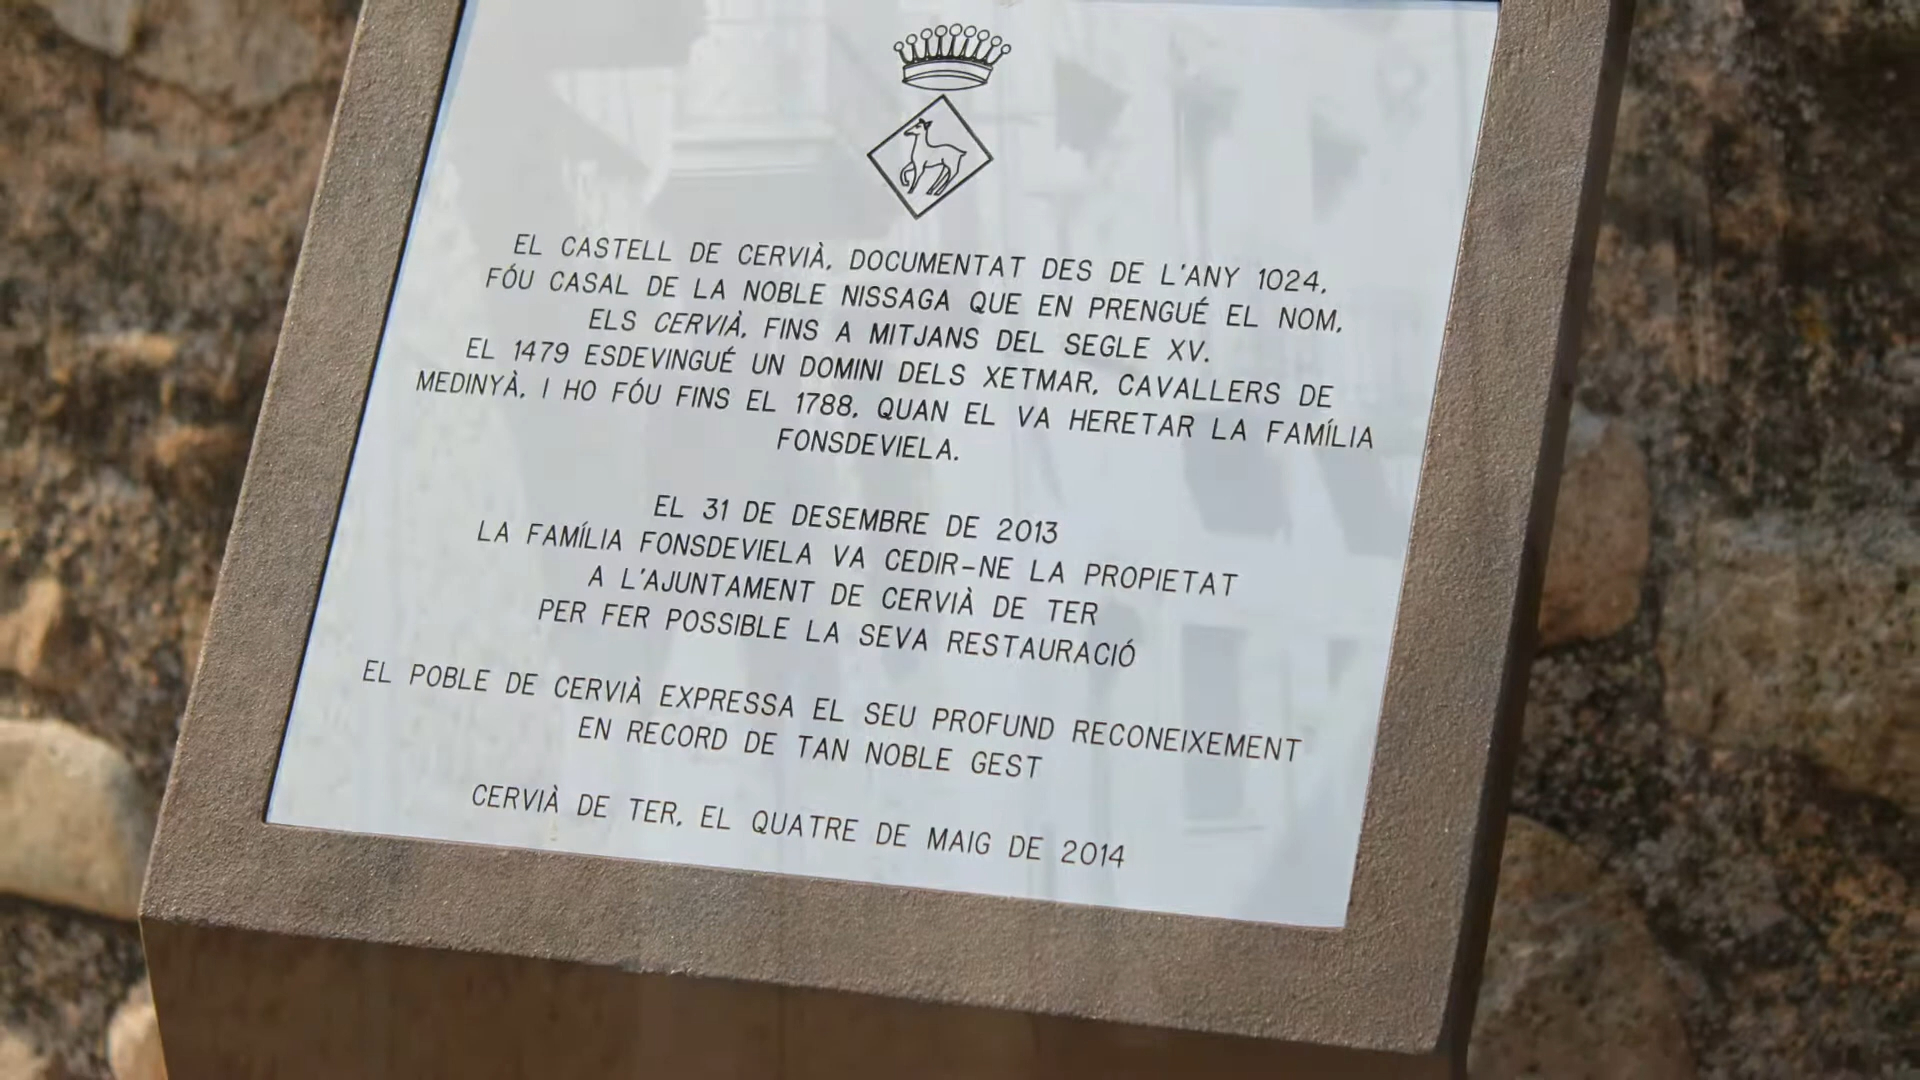 EL CASTELL DE CERVIÀ, DOCUMENTAT DES DE L'ANY 1024,
FÓU CASAL DE LA NOBLE NISSAGA QUE EN PRENGUÉ EL NOM,
ELS CERVIÀ, FINS A MITJANS DEL SEGLE XV.
EL 1479 ESDEVINGUÉ UN DOMINI DELS XETMAR, CAVALLERS DE
MEDINYÀ, I HO FÓU FINS EL 1788, QUAN EL VA HERETAR LA FAMÍLIA
FONSDEVIELA.
EL 31 DE DESEMBRE DE 2013
LA FAMÍLIA FONSDEVIELA VA CEDIR-NE LA PROPIETAT
A L'AJUNTAMENT DE CERVIÀ DE TER
PER FER POSSIBLE LA SEVA RESTAURACIÓ
EL POBLE DE CERVIÀ EXPRESSA EL SEU PROFUND RECONEIXEMENT
EN RECORD DE TAN NOBLE GEST
CERVIÀ DE TER, EL QUATRE DE MAIG DE 2014